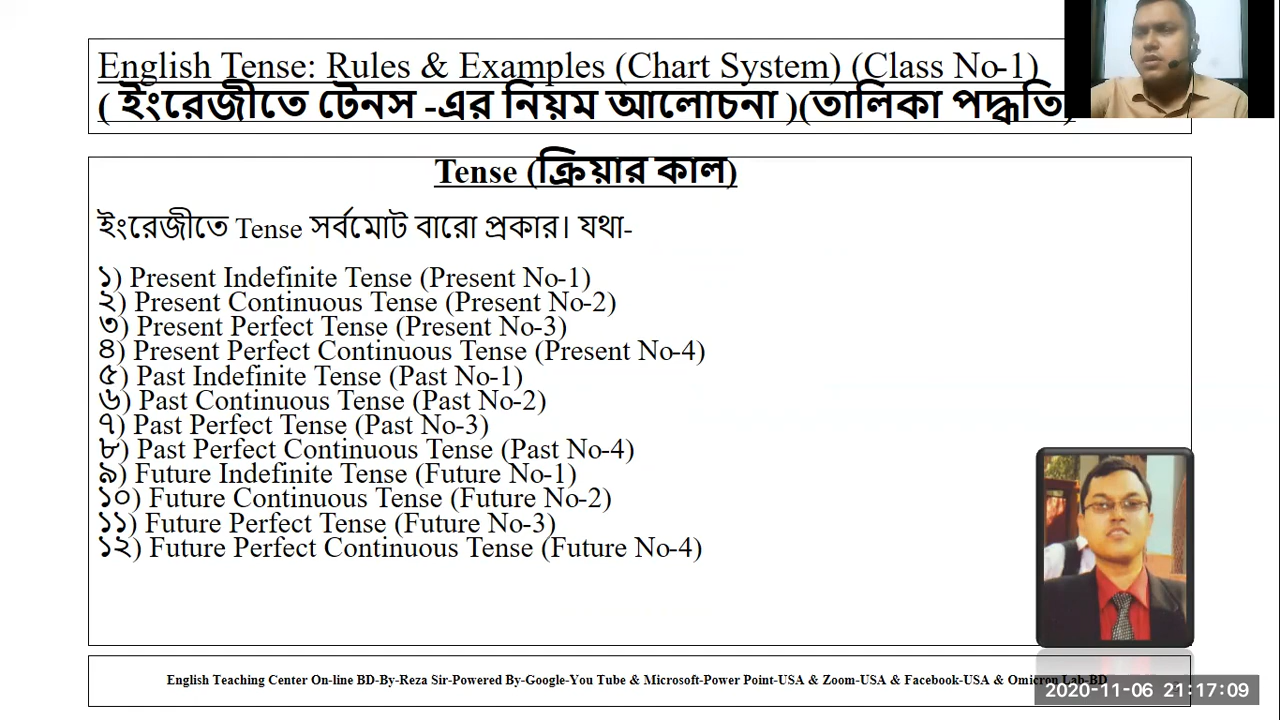 English Tense: Rules & Examples (Chart System) (Class No-1)
( ইংরেজীতে টেনস -এর নিয়ম আলোচনা )(তালিকা পদ্ধতি)
Tense (ক্রিয়ার কাল)
ইংরেজীতে Tense সর্বমোট বারো প্রকার। যথা-
১) Present Indefinite Tense (Present No-1)
২) Present Continuous Tense (Present No-2)
৩) Present Perfect Tense (Present No-3)
৪) Present Perfect Continuous Tense (Present No-4)
৫) Past Indefinite Tense (Past No-1)
৬) Past Continuous Tense (Past No-2)
৭) Past Perfect Tense (Past No-3)
৮) Past Perfect Continuous Tense (Past No-4)
৯) Future Indefinite Tense (Future No-1)
১০) Future Continuous Tense (Future No-2)
১১) Future Perfect Tense (Future No-3)
১২) Future Perfect Continuous Tense (Future No-4)
English Teaching Center On-line BD-By-Reza Sir-Powered By-Google-You Tube & Microsoft-Power Point-USA & Zoom-USA & Facebook-USA & Omicron Lab-BD
2020-11-06 21:17:09